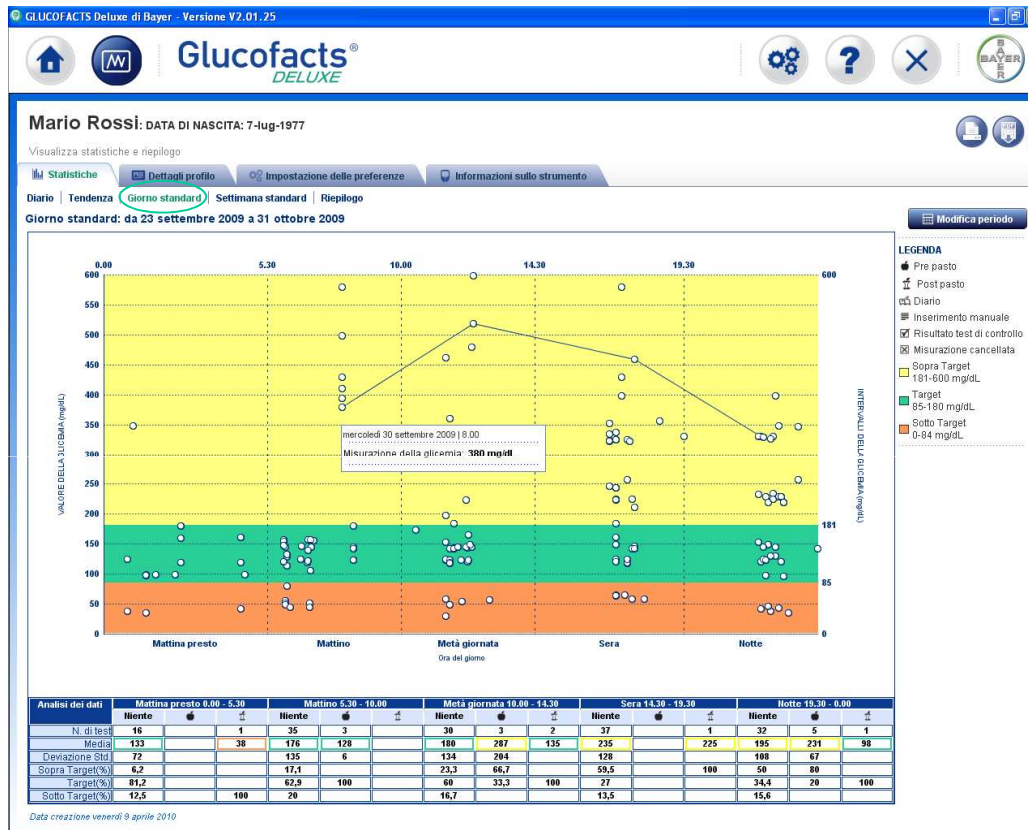 GLUCOFACTS Deluxe di Bayer - Versione V2.01.25
Glucofacts®
DELUXE
BAYER
BAYER
Mario Rossi: DATA DI NASCITA: 7-lug-1977
Visualizza statistiche e riepilogo
PDF
Statistiche Dettagli profilo Impostazione delle preferenze Informazioni sullo strumento
Diario Tendenza Giorno standard Settimana standard Riepilogo
Giorno standard: da 23 settembre 2009 a 31 ottobre 2009
Modifica periodo
LEGENDA
Pre pasto
Post pasto
Diario
Inserimento manuale
Risultato test di controllo
Misurazione cancellata
Sopra Target
181-600 mg/dL
Target
85-180 mg/dL
Sotto Target
0-84 mg/dL
0.00 5.30 10.00 14.30 19.30
600 600
550
500
450
400
350
300
250
200
181
150
100
85
50
0 0
VALORE DELLA GLICEMIA (mg/dL)
INTERVALLI DELLA GLICEMIA (mg/dL)
mercoledì 30 settembre 2009 | 8.00
Misurazione della glicemia: 380 mg/dL
Mattina presto Mattino Metà giornata Sera Notte
Ora del giorno
Analisi dei dati Mattina presto 0.00 - 5.30 Mattino 5.30 - 10.00 Metà giornata 10.00 - 14.30 Sera 14.30 - 19.30 Notte 19.30 - 0.00
Niente Niente Niente Niente Niente
N. di test 16 1 35 3 30 3 2 37 1 32 5 1
Media 133 38 176 128 180 287 135 235 225 195 231 98
Deviazione Std. 72 135 6 134 204 128 108 67
Sopra Target(%) 6,2 17,1 23,3 66,7 59,5 100 50 80
Target(%) 81,2 62,9 100 60 33,3 100 27 34,4 20 100
Sotto Target(%) 12,5 100 20 16,7 13,5 15,6
Data creazione venerdì 9 aprile 2010